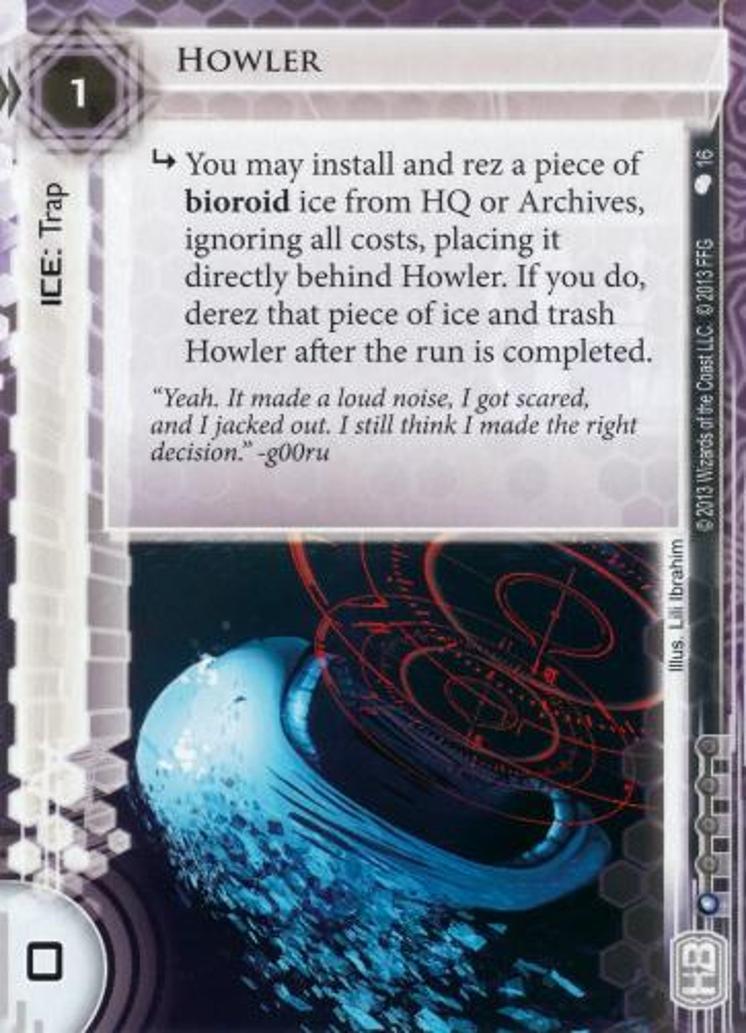 HOWLER
1
ICE: Trap
↳ You may install and rez a piece of
bioroid ice from HQ or Archives,
ignoring all costs, placing it
directly behind Howler. If you do,
derez that piece of ice and trash
Howler after the run is completed.
“Yeah. It made a loud noise, I got scared,
and I jacked out. I still think I made the right
decision.” -g00ru
16
© 2013 Wizards of the Coast LLC. © 2013 FFG
Illus. Lili Ibrahim
0
HB